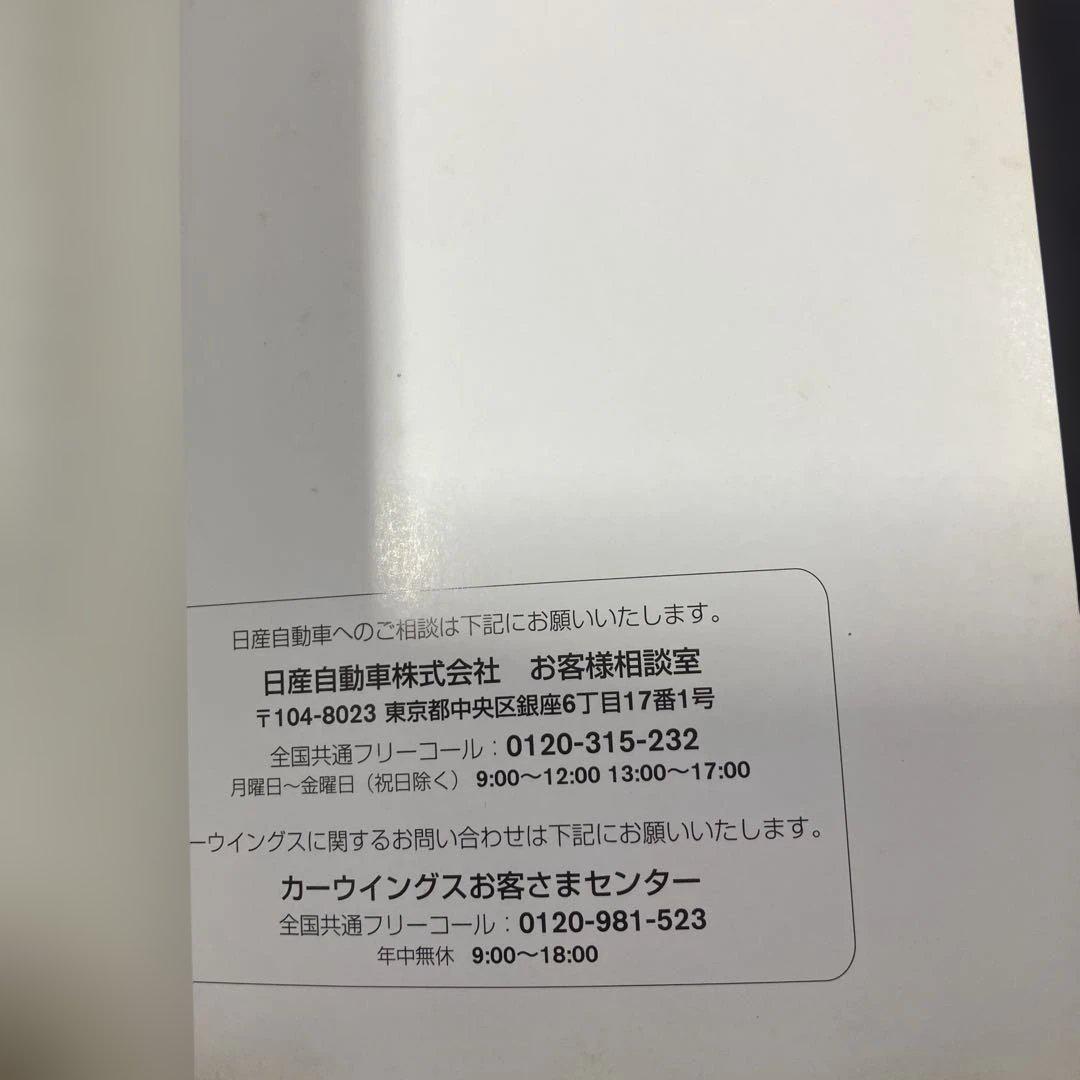 日産自動車へのご相談は下記にお願いいたします。
日産自動車株式会社　お客様相談室
〒104-8023 東京都中央区銀座6丁目17番1号
全国共通フリーコール：0120-315-232
月曜日～金曜日（祝日除く） 9:00～12:00 13:00～17:00
ーウイングスに関するお問い合わせは下記にお願いいたします。
カーウイングスお客さまセンター
全国共通フリーコール：0120-981-523
年中無休　9:00～18:00